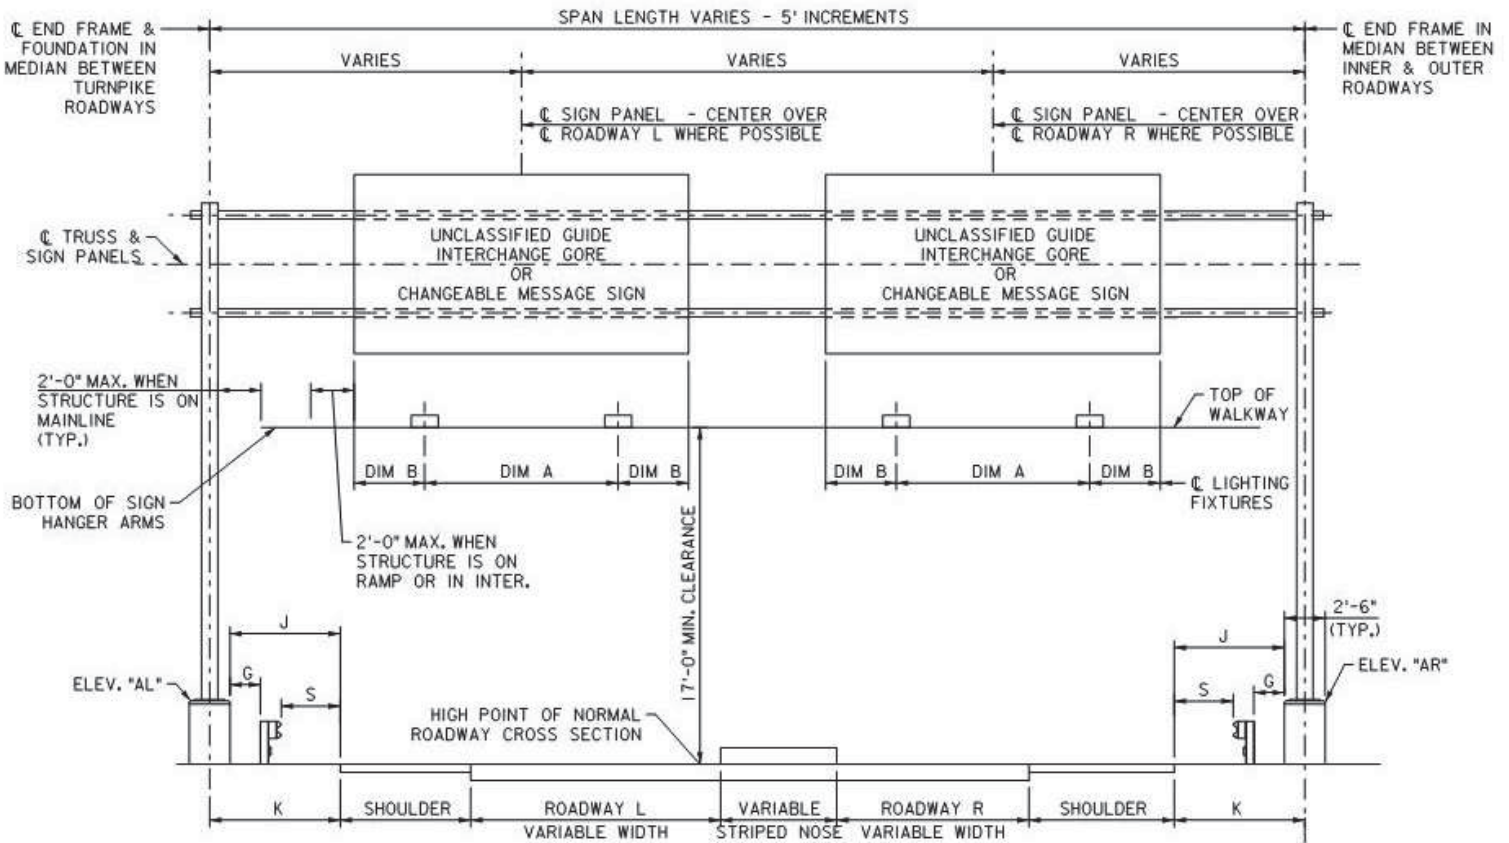 SPAN LENGTH VARIES - 5' INCREMENTS
℄ END FRAME &
FOUNDATION IN
MEDIAN BETWEEN
TURNPIKE
ROADWAYS
℄ END FRAME IN
MEDIAN BETWEEN
INNER & OUTER
ROADWAYS
VARIES
VARIES
VARIES
℄ SIGN PANEL - CENTER OVER
℄ ROADWAY L WHERE POSSIBLE
℄ SIGN PANEL - CENTER OVER
℄ ROADWAY R WHERE POSSIBLE
℄ TRUSS &
SIGN PANELS
UNCLASSIFIED GUIDE
INTERCHANGE GORE
OR
CHANGEABLE MESSAGE SIGN
UNCLASSIFIED GUIDE
INTERCHANGE GORE
OR
CHANGEABLE MESSAGE SIGN
2'-0" MAX. WHEN
STRUCTURE IS ON
MAINLINE
(TYP.)
TOP OF
WALKWAY
DIM B
DIM A
DIM B
DIM B
DIM A
DIM B
℄ LIGHTING
FIXTURES
BOTTOM OF SIGN
HANGER ARMS
2'-0" MAX. WHEN
STRUCTURE IS ON
RAMP OR IN INTER.
17'-0" MIN. CLEARANCE
2'-6"
(TYP.)
J
J
G
G
S
S
ELEV. "AL"
ELEV. "AR"
HIGH POINT OF NORMAL
ROADWAY CROSS SECTION
K
SHOULDER
ROADWAY L
VARIABLE WIDTH
VARIABLE
STRIPED NOSE
ROADWAY R
VARIABLE WIDTH
SHOULDER
K